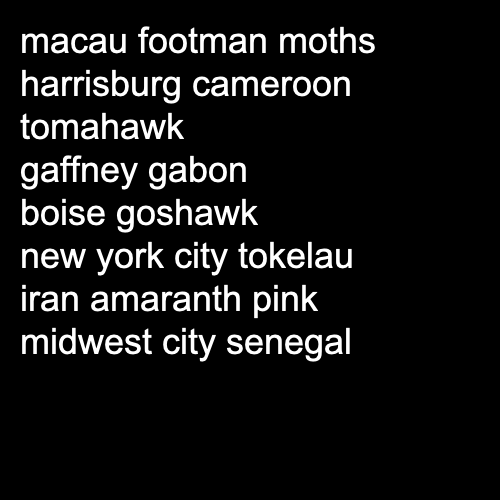 macau footman moths
harrisburg cameroon
tomahawk
gaffney gabon
boise goshawk
new york city tokelau
iran amaranth pink
midwest city senegal